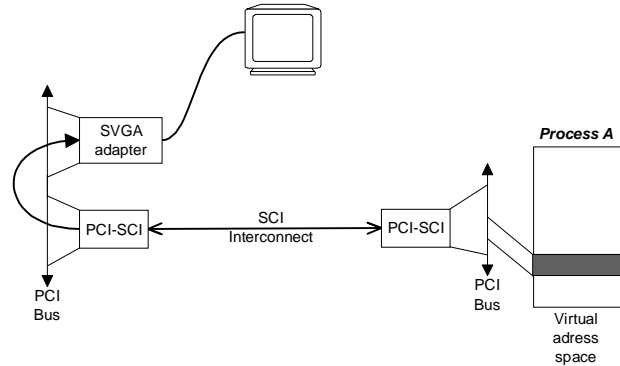 SVGA
adapter
Process A
PCI-SCI
SCI
Interconnect
PCI-SCI
PCI
Bus
PCI
Bus
Virtual
adress
space